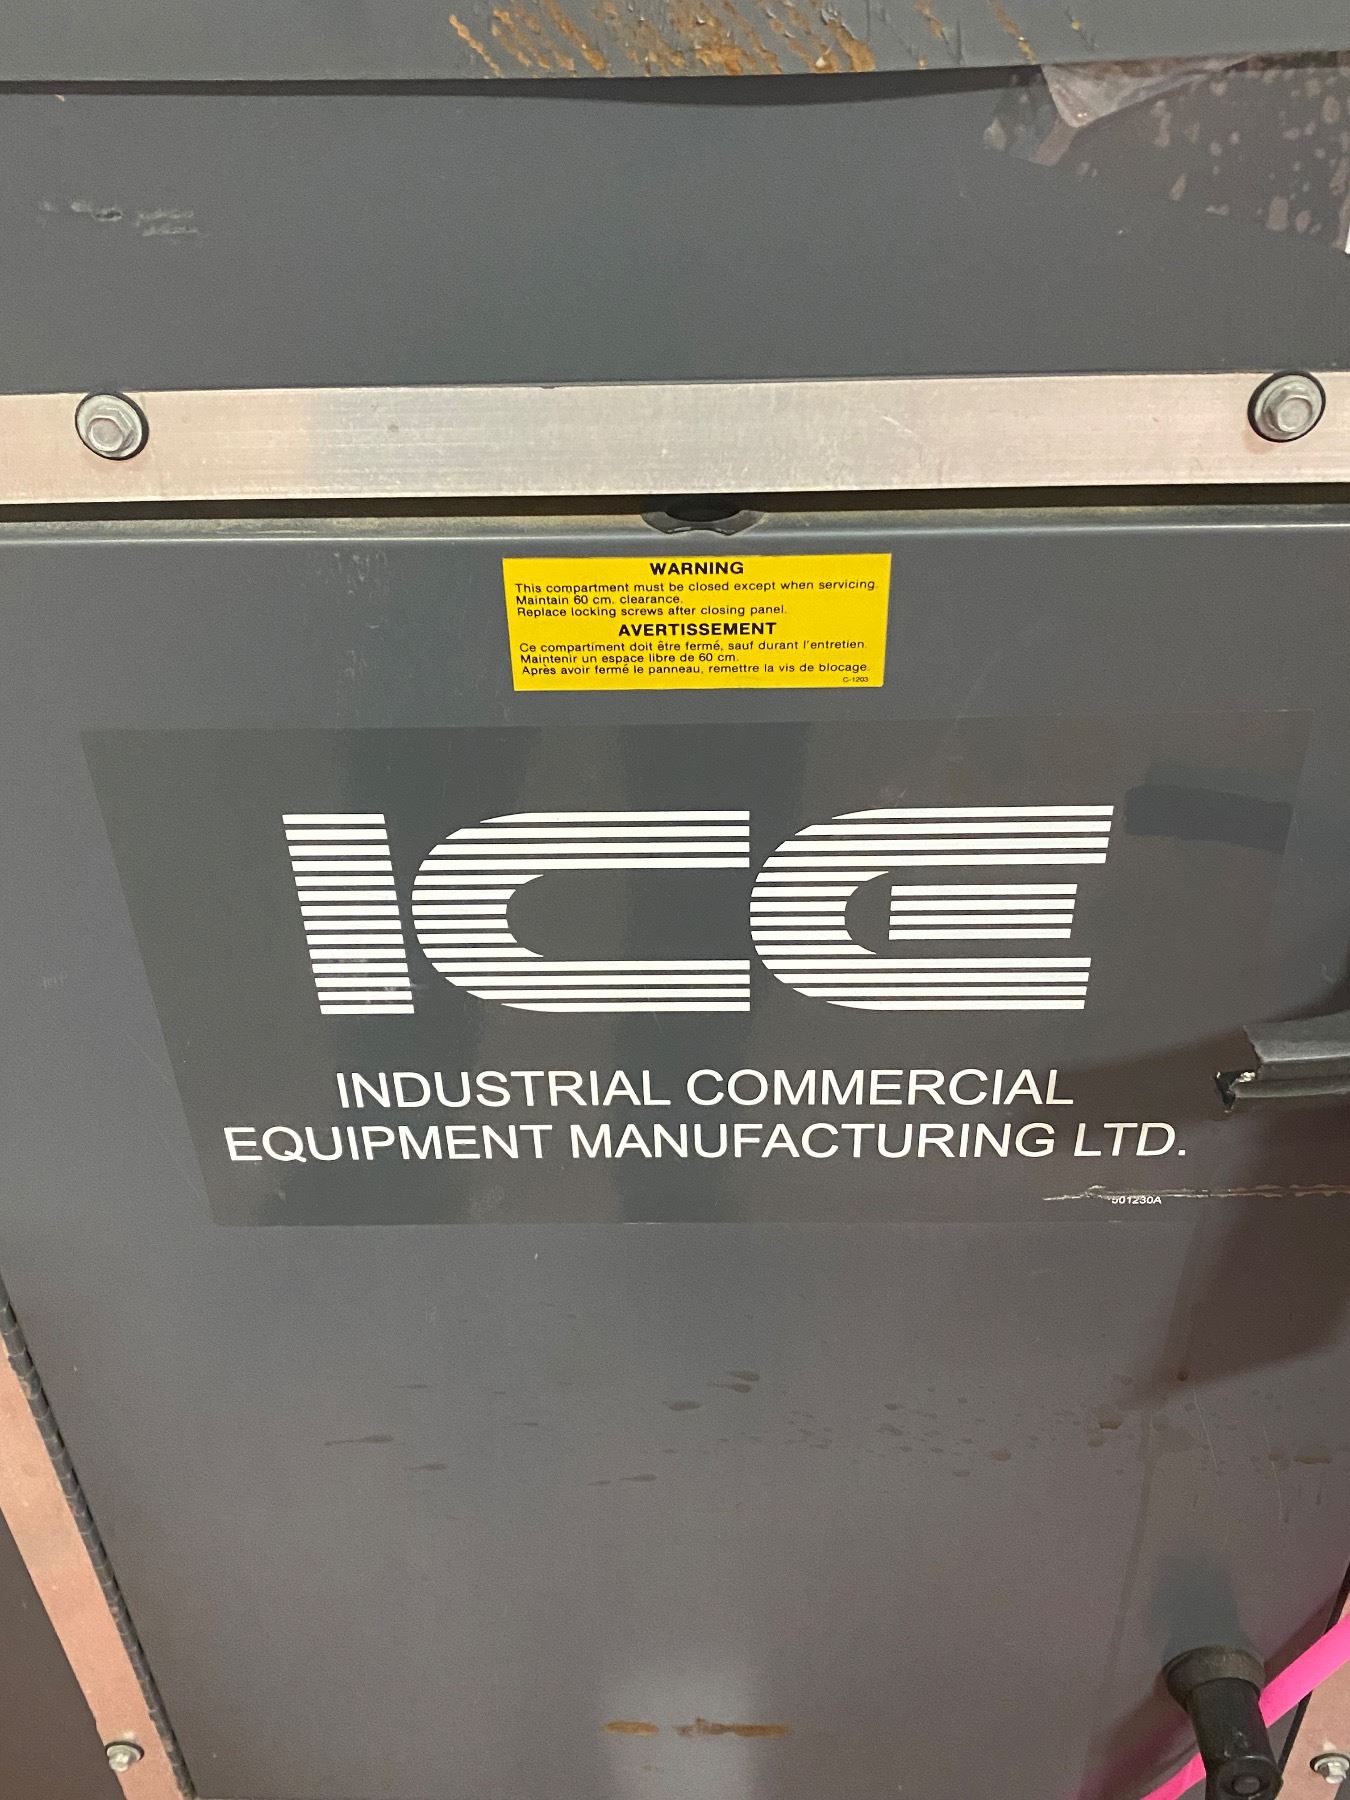 WARNING
This compartment must be closed except when servicing.
Maintain 60 cm. clearance.
Replace locking screws after closing panel.
AVERTISSEMENT
Ce compartiment doit être fermé, sauf durant l'entretien.
Maintenir un espace libre de 60 cm.
Après avoir fermé le panneau, remettre la vis de blocage.
C-1203
ICE
INDUSTRIAL COMMERCIAL
EQUIPMENT MANUFACTURING LTD.
501230A